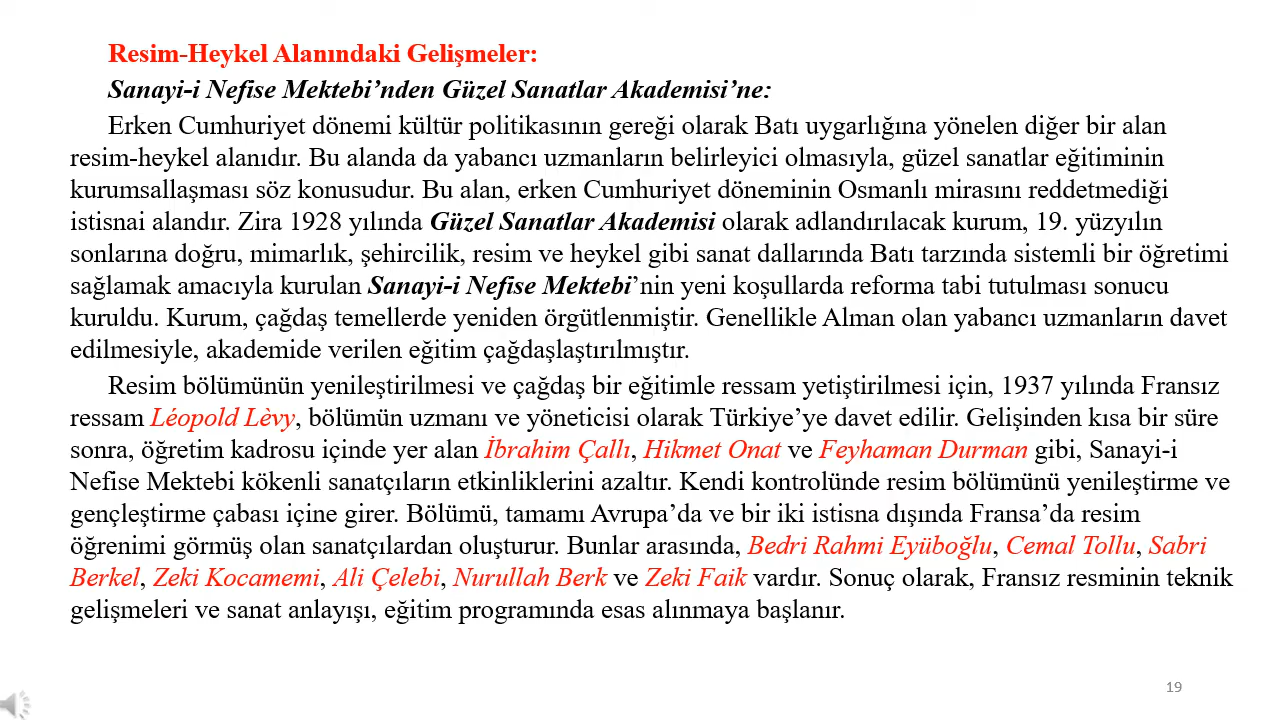 Resim-Heykel Alanındaki Gelişmeler:
Sanayi-i Nefise Mektebi’nden Güzel Sanatlar Akademisi’ne:
Erken Cumhuriyet dönemi kültür politikasının gereği olarak Batı uygarlığına yönelen diğer bir alan
resim-heykel alanıdır. Bu alanda da yabancı uzmanların belirleyici olmasıyla, güzel sanatlar eğitiminin
kurumsallaşması söz konusudur. Bu alan, erken Cumhuriyet döneminin Osmanlı mirasını reddetmediği
istisnai alandır. Zira 1928 yılında Güzel Sanatlar Akademisi olarak adlandırılacak kurum, 19. yüzyılın
sonlarına doğru, mimarlık, şehircilik, resim ve heykel gibi sanat dallarında Batı tarzında sistemli bir öğretimi
sağlamak amacıyla kurulan Sanayi-i Nefise Mektebi’nin yeni koşullarda reforma tabi tutulması sonucu
kuruldu. Kurum, çağdaş temellerde yeniden örgütlenmiştir. Genellikle Alman olan yabancı uzmanların davet
edilmesiyle, akademide verilen eğitim çağdaşlaştırılmıştır.
Resim bölümünün yenileştirilmesi ve çağdaş bir eğitimle ressam yetiştirilmesi için, 1937 yılında Fransız
ressam Léopold Lèvy, bölümün uzmanı ve yöneticisi olarak Türkiye’ye davet edilir. Gelişinden kısa bir süre
sonra, öğretim kadrosu içinde yer alan İbrahim Çallı, Hikmet Onat ve Feyhaman Durman gibi, Sanayi-i
Nefise Mektebi kökenli sanatçıların etkinliklerini azaltır. Kendi kontrolünde resim bölümünü yenileştirme ve
gençleştirme çabası içine girer. Bölümü, tamamı Avrupa’da ve bir iki istisna dışında Fransa’da resim
öğrenimi görmüş olan sanatçılardan oluşturur. Bunlar arasında, Bedri Rahmi Eyüboğlu, Cemal Tollu, Sabri
Berkel, Zeki Kocamemi, Ali Çelebi, Nurullah Berk ve Zeki Faik vardır. Sonuç olarak, Fransız resminin teknik
gelişmeleri ve sanat anlayışı, eğitim programında esas alınmaya başlanır.
19